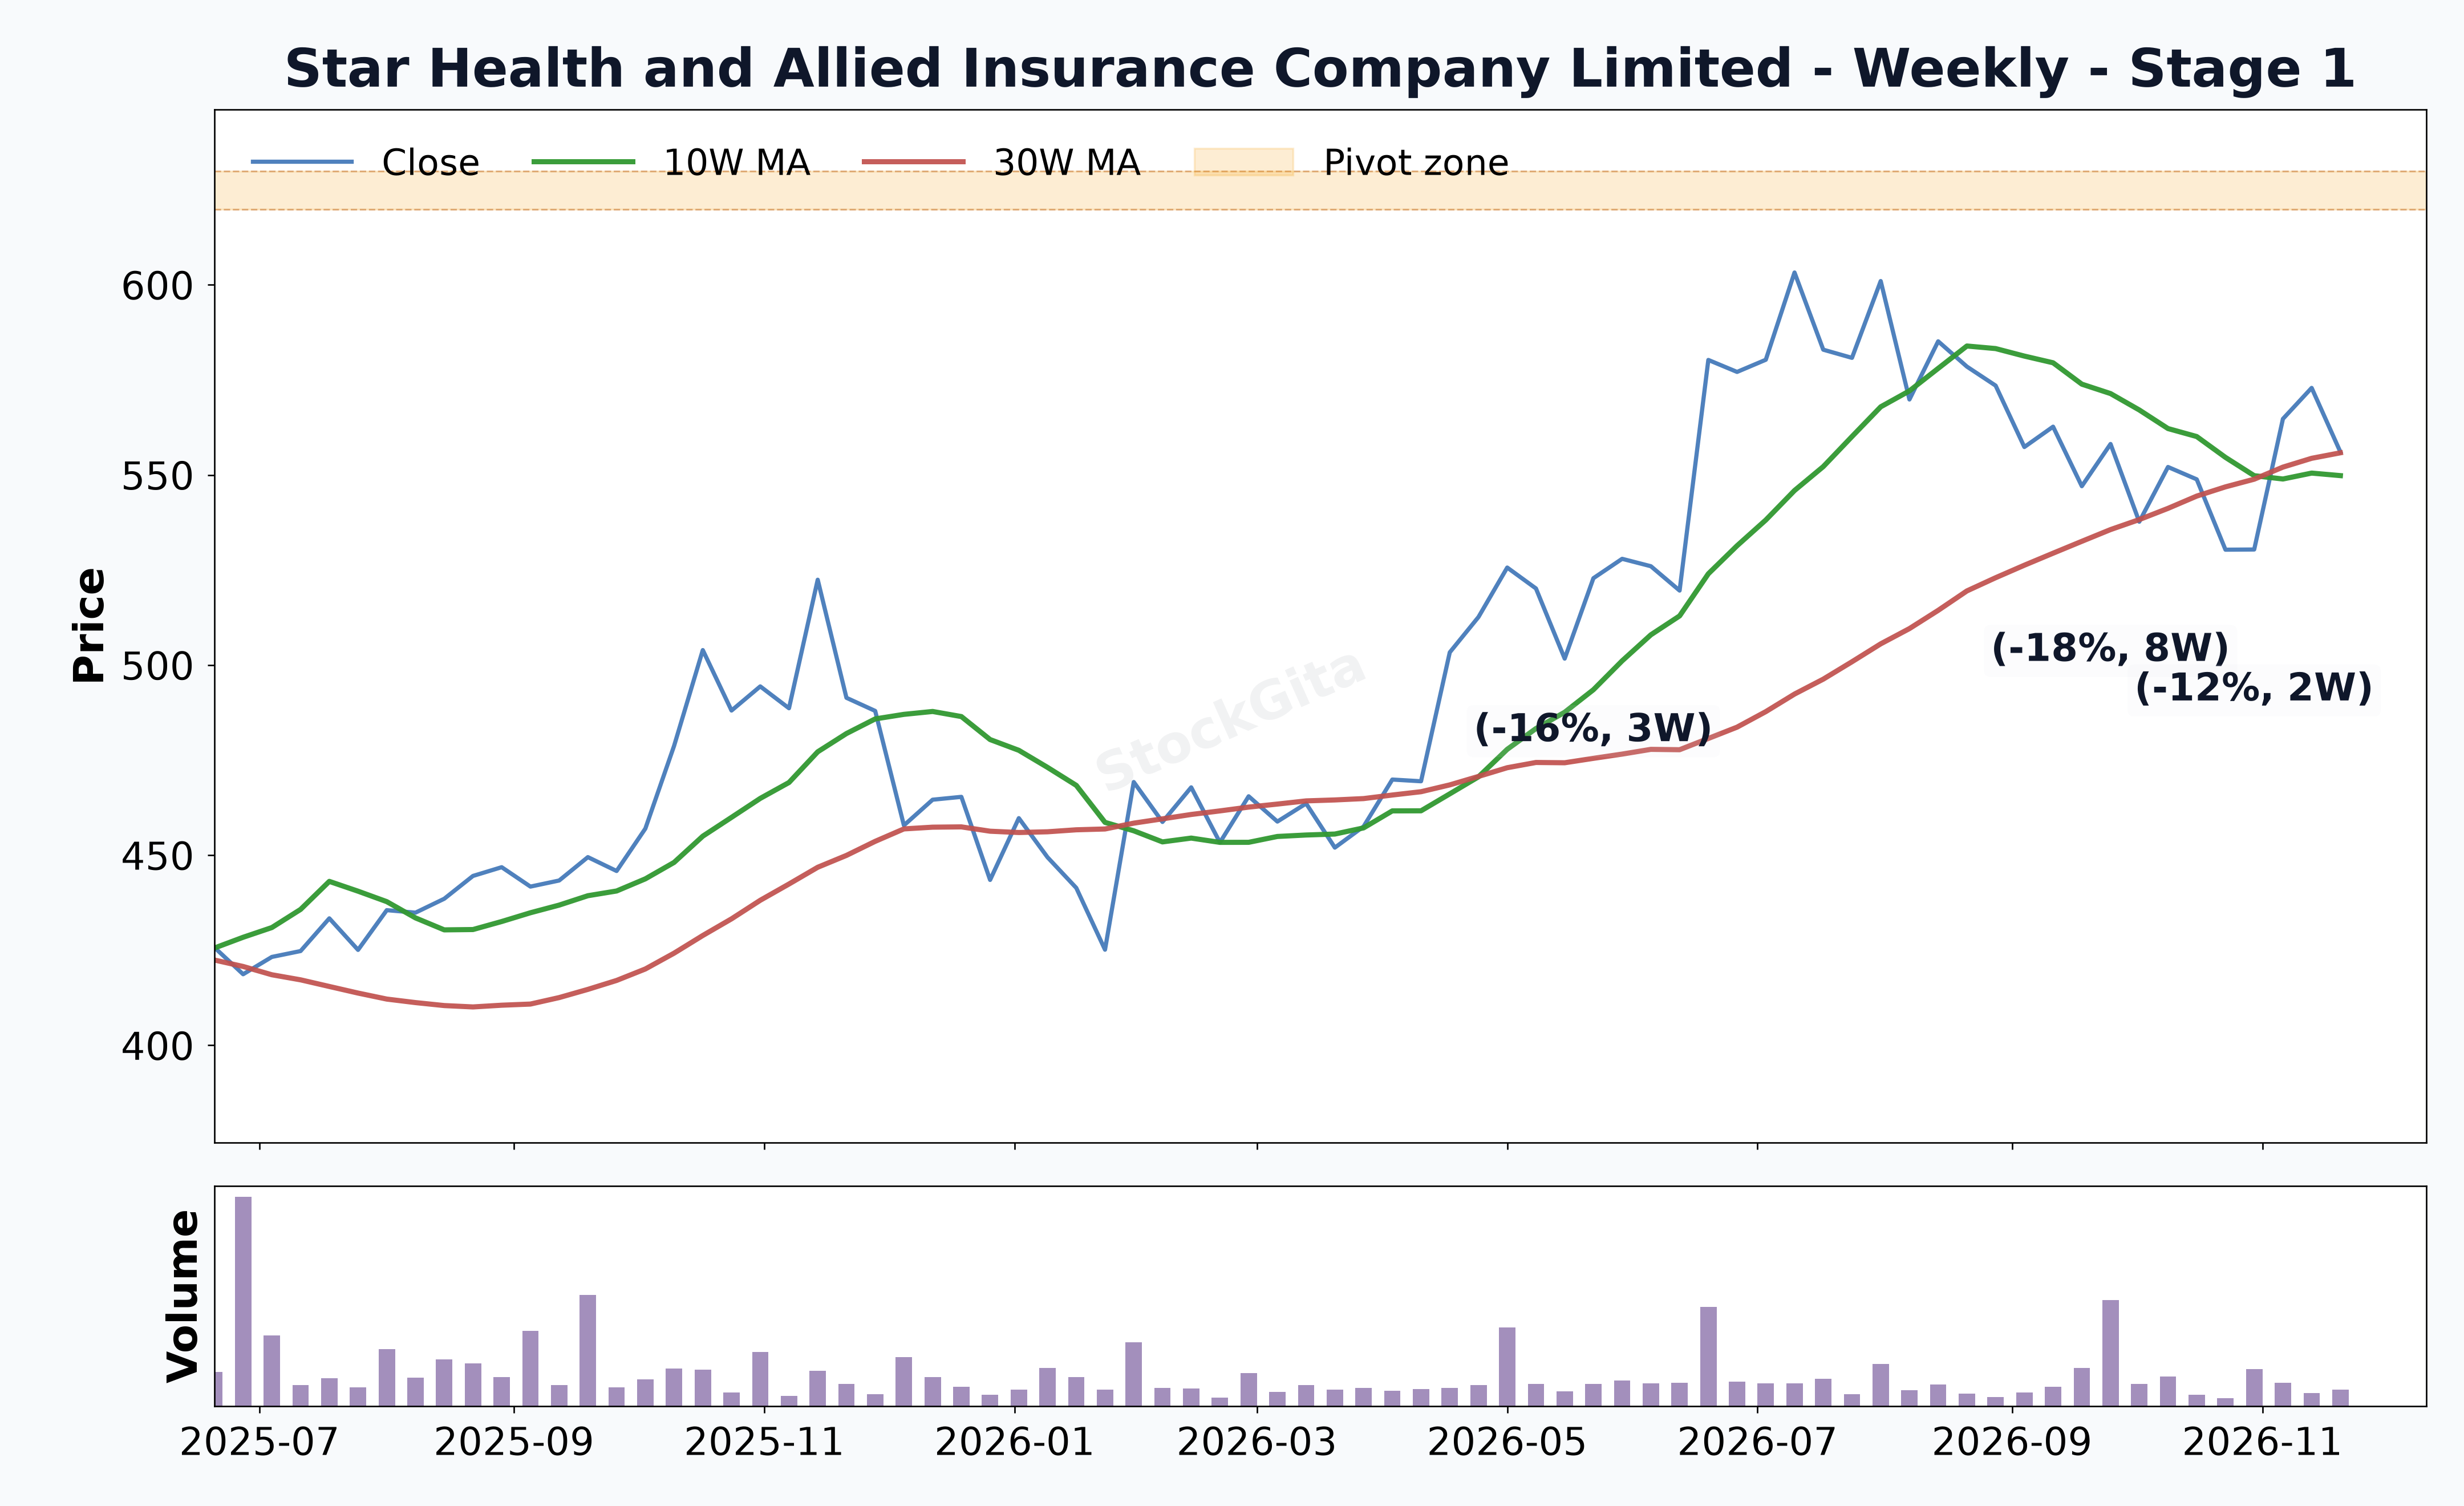 Star Health and Allied Insurance Company Limited - Weekly - Stage 1
Close
10W MA
30W MA
Pivot zone
Price
600
550
500
450
400
StockGita
(-18%, 8W)
(-12%, 2W)
(-16%, 3W)
Volume
2025-07
2025-09
2025-11
2026-01
2026-03
2026-05
2026-07
2026-09
2026-11